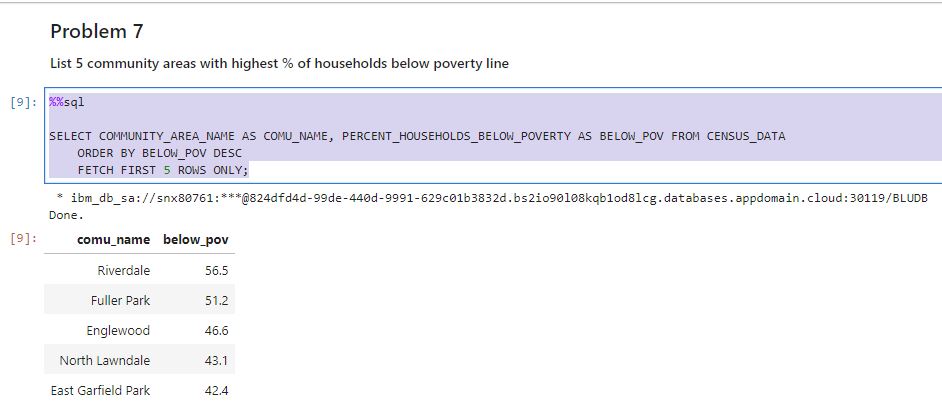 Problem 7
List 5 community areas with highest % of households below poverty line
[9]: %%sql
SELECT COMMUNITY_AREA_NAME AS COMU_NAME, PERCENT_HOUSEHOLDS_BELOW_POVERTY AS BELOW_POV FROM CENSUS_DATA
ORDER BY BELOW_POV DESC
FETCH FIRST 5 ROWS ONLY;
* ibm_db_sa://snx80761:***@824dfd4d-99de-440d-9991-629c01b3832d.bs2io90l08kqb1od8lcg.databases.appdomain.cloud:30119/BLUDB
Done.
[9]: comu_name below_pov
Riverdale 56.5
Fuller Park 51.2
Englewood 46.6
North Lawndale 43.1
East Garfield Park 42.4